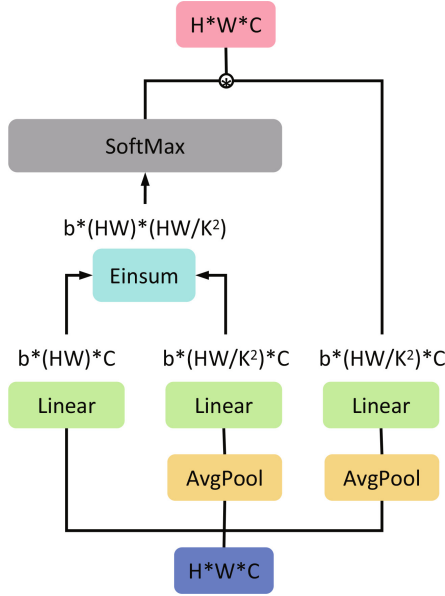 H*W*C
*
SoftMax
b*(HW)*(HW/K²)
Einsum
b*(HW)*C b*(HW/K²)*C b*(HW/K²)*C
Linear Linear Linear
AvgPool AvgPool
H*W*C